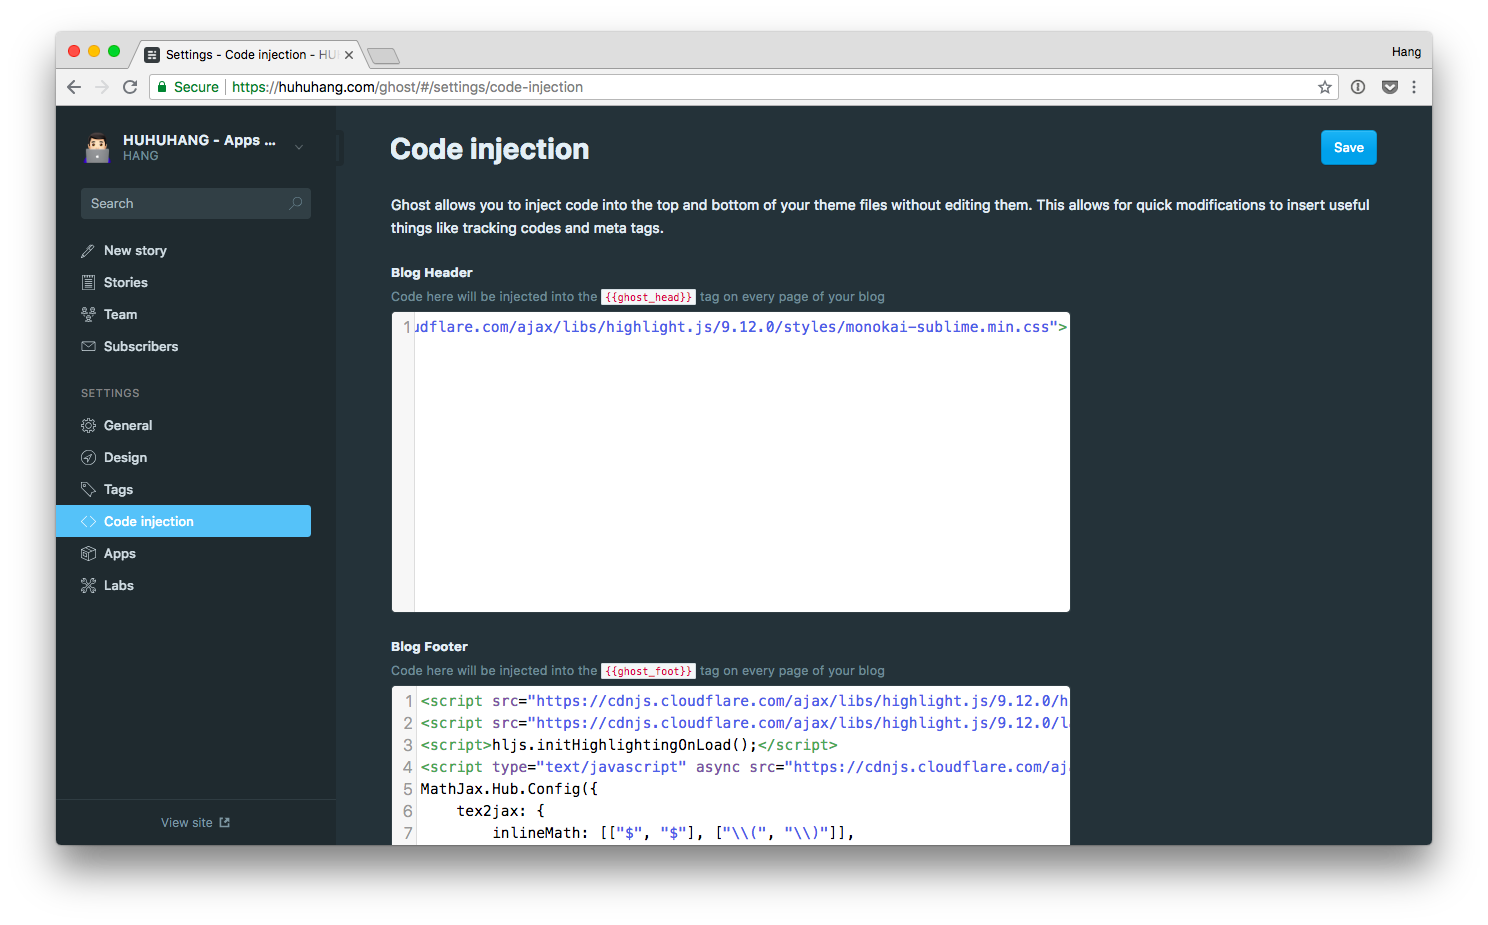 Settings - Code injection - HU
Hang
Secure
https://huhuhang.com/ghost/#/settings/code-injection
HUHUHANG - Apps ...
HANG
Search
New story
Stories
Team
Subscribers
SETTINGS
General
Design
Tags
Code injection
Apps
Labs
View site
Code injection
Save
Ghost allows you to inject code into the top and bottom of your theme files without editing them. This allows for quick modifications to insert useful
things like tracking codes and meta tags.
Blog Header
Code here will be injected into the {{ghost_head}} tag on every page of your blog
1 udflare.com/ajax/libs/highlight.js/9.12.0/styles/monokai-sublime.min.css">
Blog Footer
Code here will be injected into the {{ghost_foot}} tag on every page of your blog
1 <script src="https://cdnjs.cloudflare.com/ajax/libs/highlight.js/9.12.0/h
2 <script src="https://cdnjs.cloudflare.com/ajax/libs/highlight.js/9.12.0/la
3 <script>hljs.initHighlightingOnLoad();</script>
4 <script type="text/javascript" async src="https://cdnjs.cloudflare.com/aj
5 MathJax.Hub.Config({
6 tex2jax: {
7 inlineMath: [["$", "$"], ["\\(", "\\)"]],